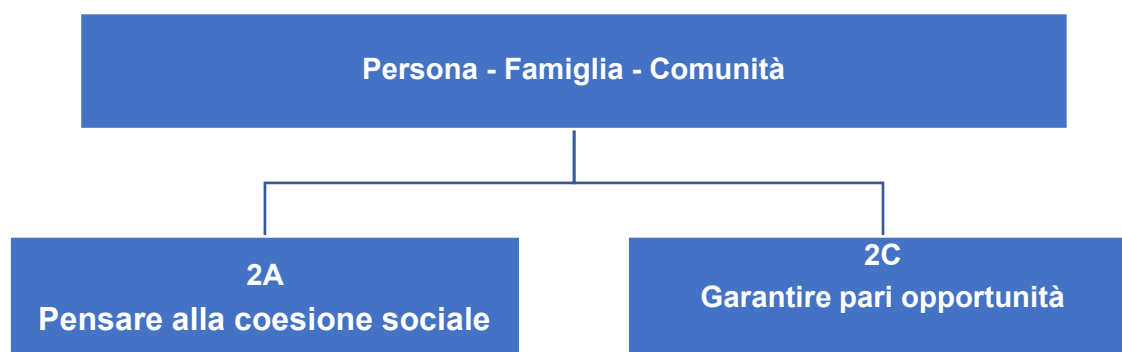 Persona - Famiglia - Comunità
2A
Pensare alla coesione sociale
2C
Garantire pari opportunità